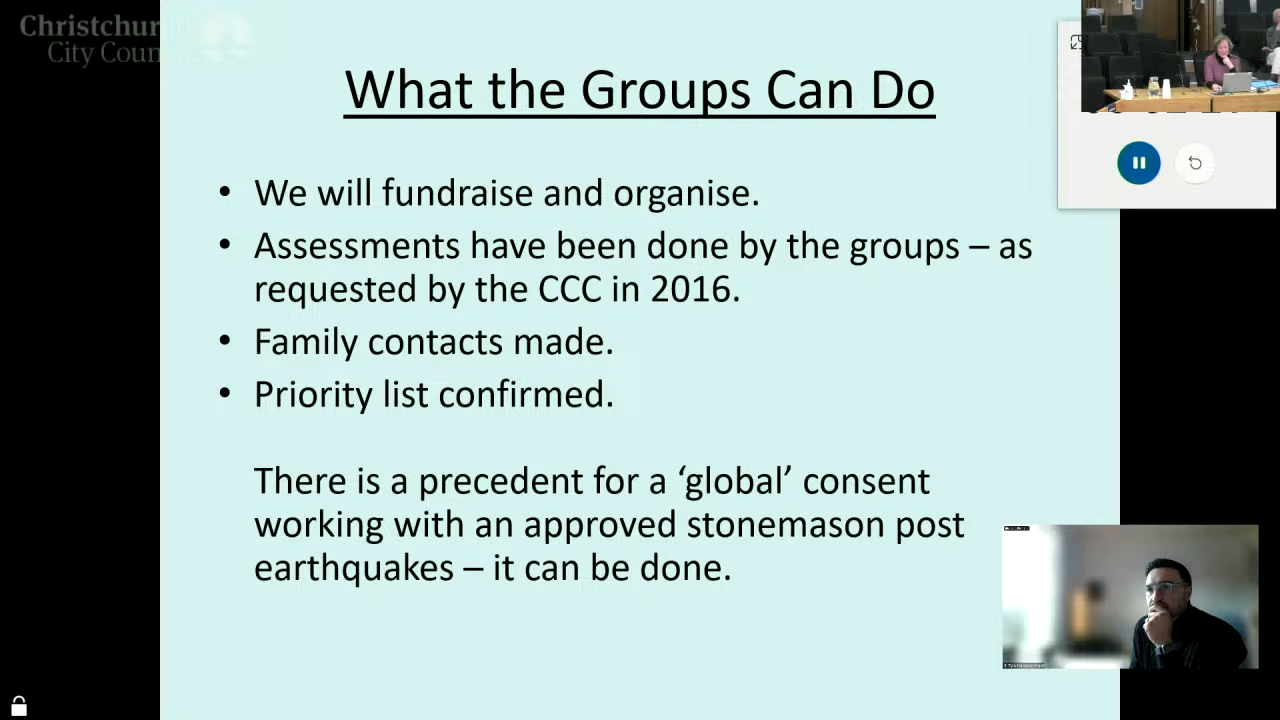 Christchur
City Coun
What the Groups Can Do
• We will fundraise and organise.
• Assessments have been done by the groups – as
requested by the CCC in 2016.
• Family contacts made.
• Priority list confirmed.
There is a precedent for a ‘global’ consent
working with an approved stonemason post
earthquakes – it can be done.